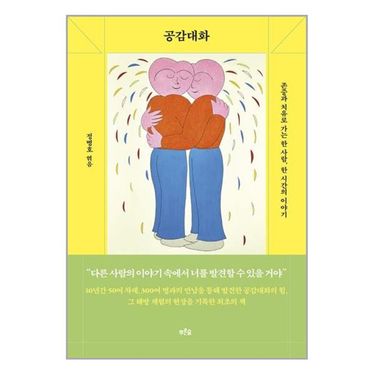 공감대화
존중과 치유로 가는 한 사람, 한 시간의 이야기
정병호 엮음
“다른 사람의 이야기 속에서 너를 발견할 수 있을 거야”
10년간 50여 차례, 300여 명과의 만남을 통해 발견한 공감대화의 힘,
그 해방 체험의 현장을 기록한 최초의 책
푸른숲